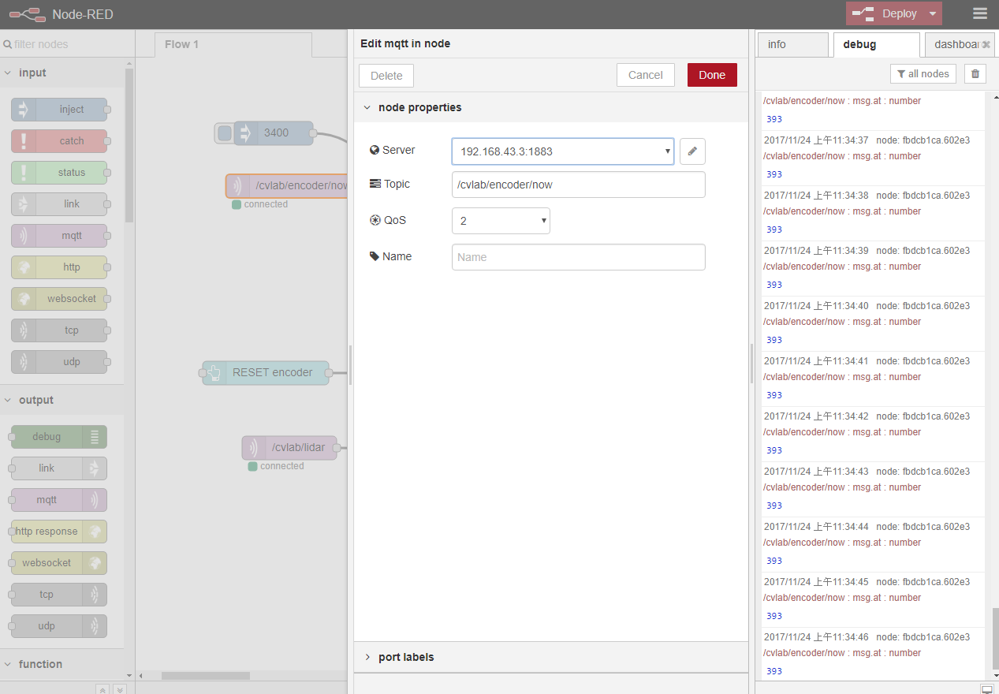 Node-RED
Deploy
filter nodes
input
inject
catch
status
link
mqtt
http
websocket
tcp
udp
output
debug
link
mqtt
http response
websocket
tcp
udp
function
Flow 1
3400
/cvlab/encoder/now
connected
RESET encoder
/cvlab/lidar
connected
Edit mqtt in node
Delete
Cancel
Done
node properties
Server
192.168.43.3:1883
Topic
/cvlab/encoder/now
QoS
2
Name
Name
port labels
info
debug
dashboar
all nodes
/cvlab/encoder/now : msg.at : number
393
2017/11/24 上午11:34:37 node: fbdcb1ca.602e3
/cvlab/encoder/now : msg.at : number
393
2017/11/24 上午11:34:38 node: fbdcb1ca.602e3
/cvlab/encoder/now : msg.at : number
393
2017/11/24 上午11:34:39 node: fbdcb1ca.602e3
/cvlab/encoder/now : msg.at : number
393
2017/11/24 上午11:34:40 node: fbdcb1ca.602e3
/cvlab/encoder/now : msg.at : number
393
2017/11/24 上午11:34:41 node: fbdcb1ca.602e3
/cvlab/encoder/now : msg.at : number
393
2017/11/24 上午11:34:42 node: fbdcb1ca.602e3
/cvlab/encoder/now : msg.at : number
393
2017/11/24 上午11:34:43 node: fbdcb1ca.602e3
/cvlab/encoder/now : msg.at : number
393
2017/11/24 上午11:34:44 node: fbdcb1ca.602e3
/cvlab/encoder/now : msg.at : number
393
2017/11/24 上午11:34:45 node: fbdcb1ca.602e3
/cvlab/encoder/now : msg.at : number
393
2017/11/24 上午11:34:46 node: fbdcb1ca.602e3
/cvlab/encoder/now : msg.at : number
393